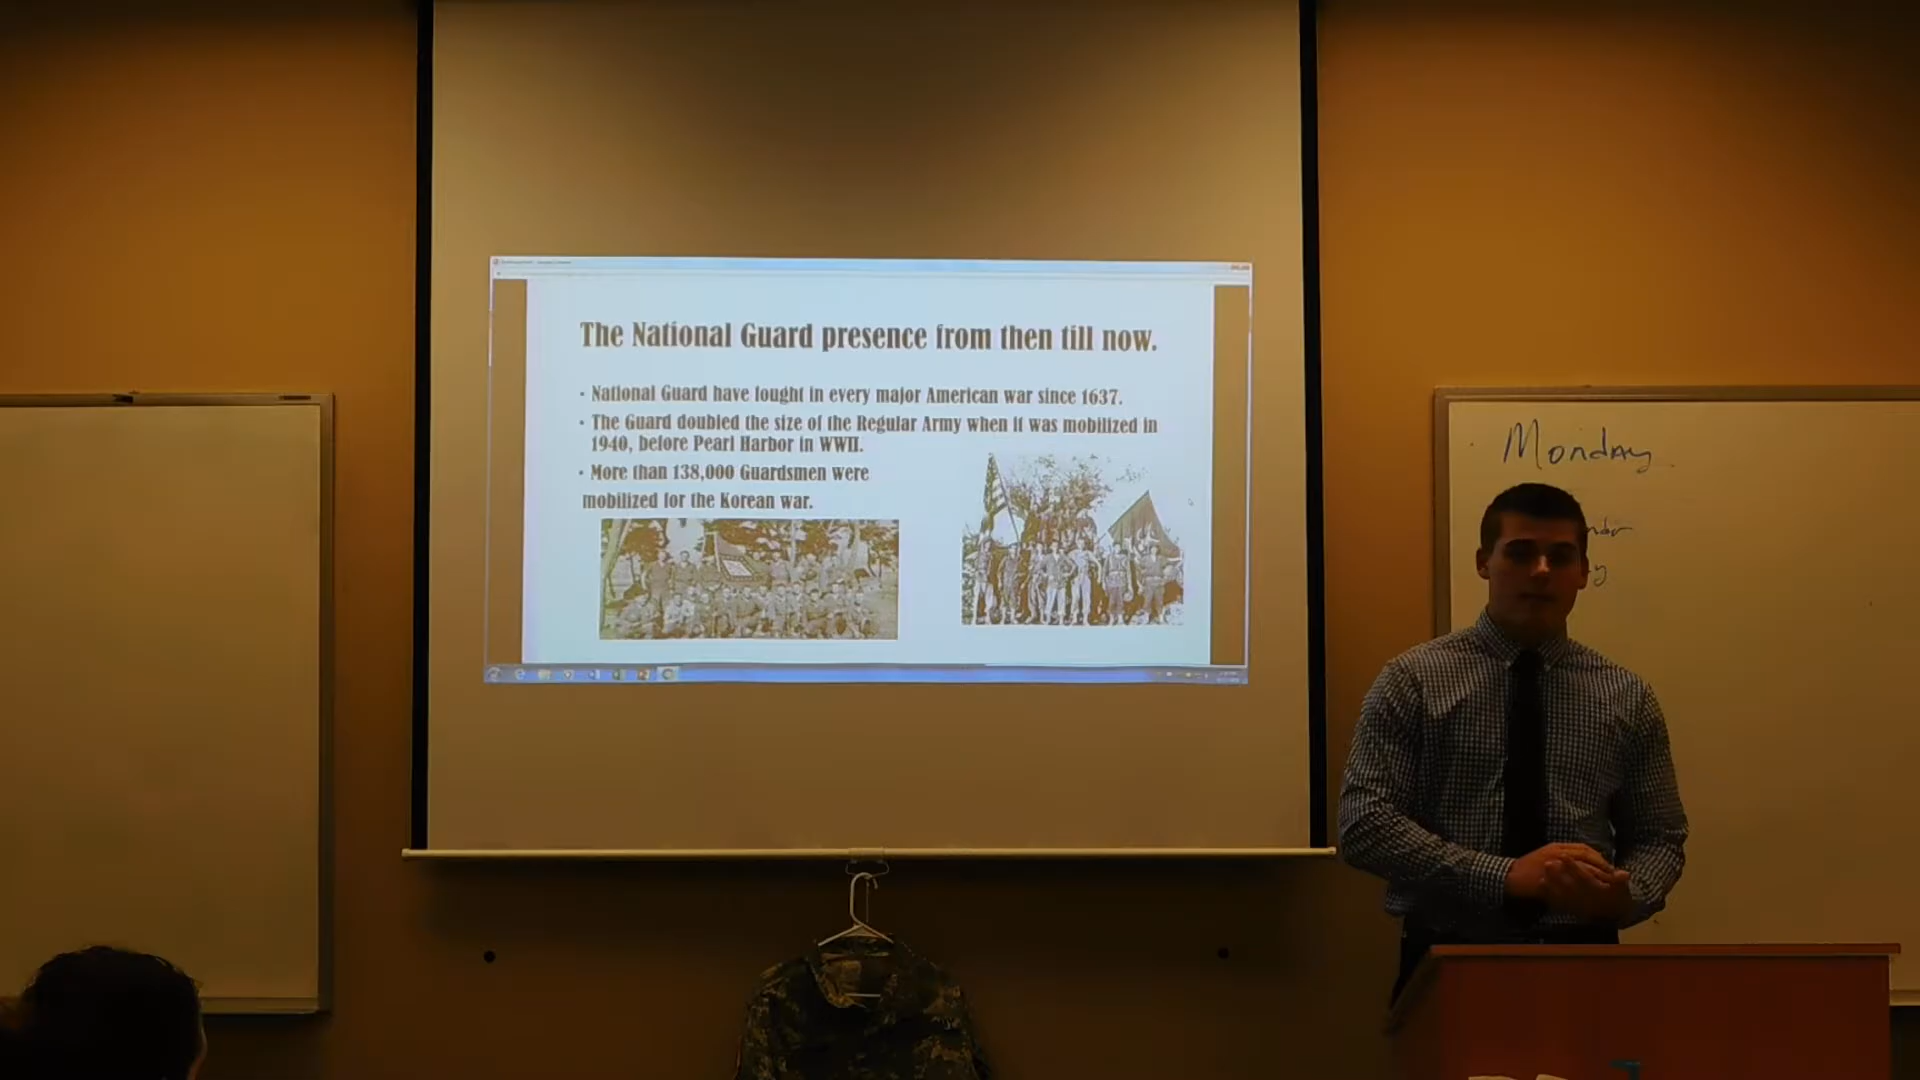 The National Guard presence from then till now.
• National Guard have fought in every major American war since 1637.
• The Guard doubled the size of the Regular Army when it was mobilized in
1940, before Pearl Harbor in WWII.
• More than 138,000 Guardsmen were
mobilized for the Korean war.
Monday